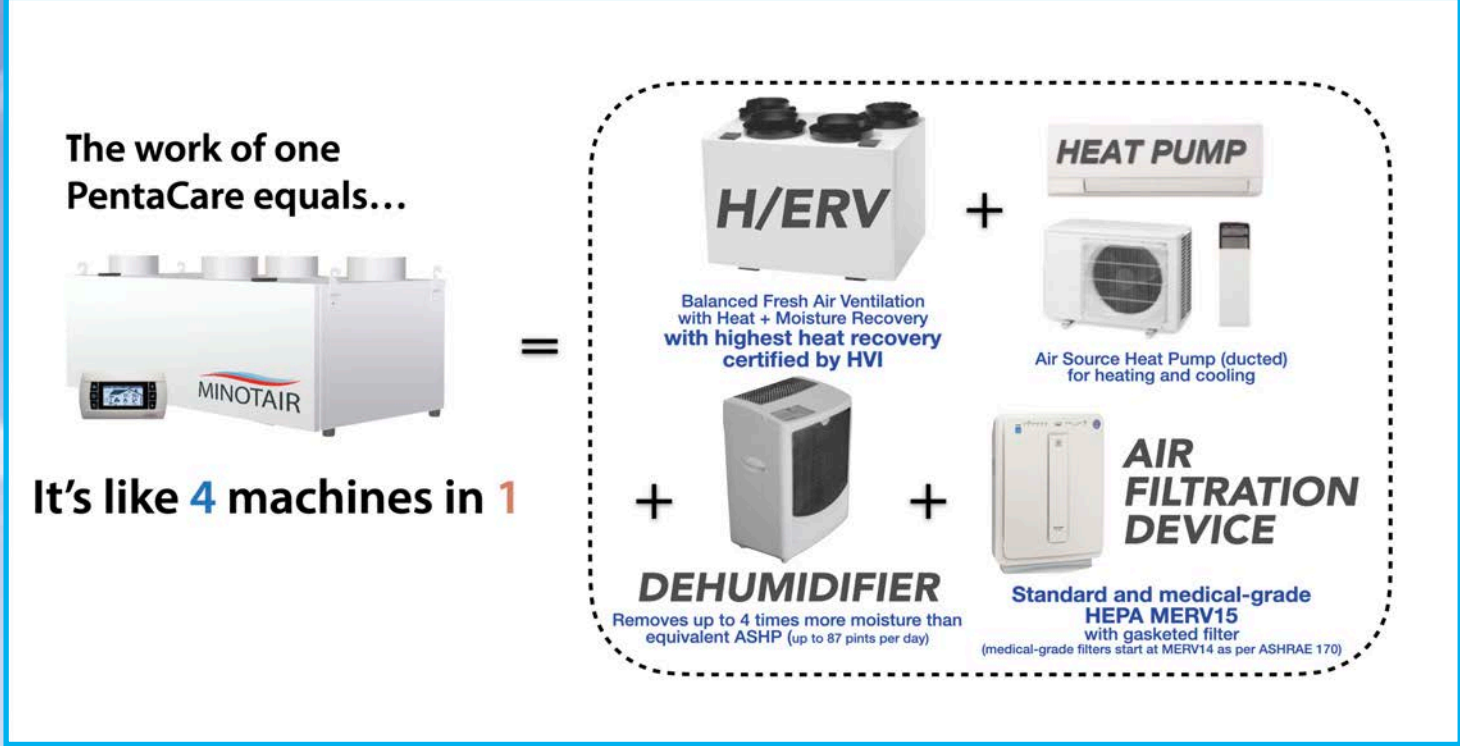 The work of one
PentaCare equals…
MINOTAIR
It's like 4 machines in 1
=
H/ERV
Balanced Fresh Air Ventilation
with Heat + Moisture Recovery
with highest heat recovery
certified by HVI
+
HEAT PUMP
Air Source Heat Pump (ducted)
for heating and cooling
+
DEHUMIDIFIER
Removes up to 4 times more moisture than
equivalent ASHP (up to 87 pints per day)
+
AIR
FILTRATION
DEVICE
Standard and medical-grade
HEPA MERV15
with gasketed filter
(medical-grade filters start at MERV14 as per ASHRAE 170)